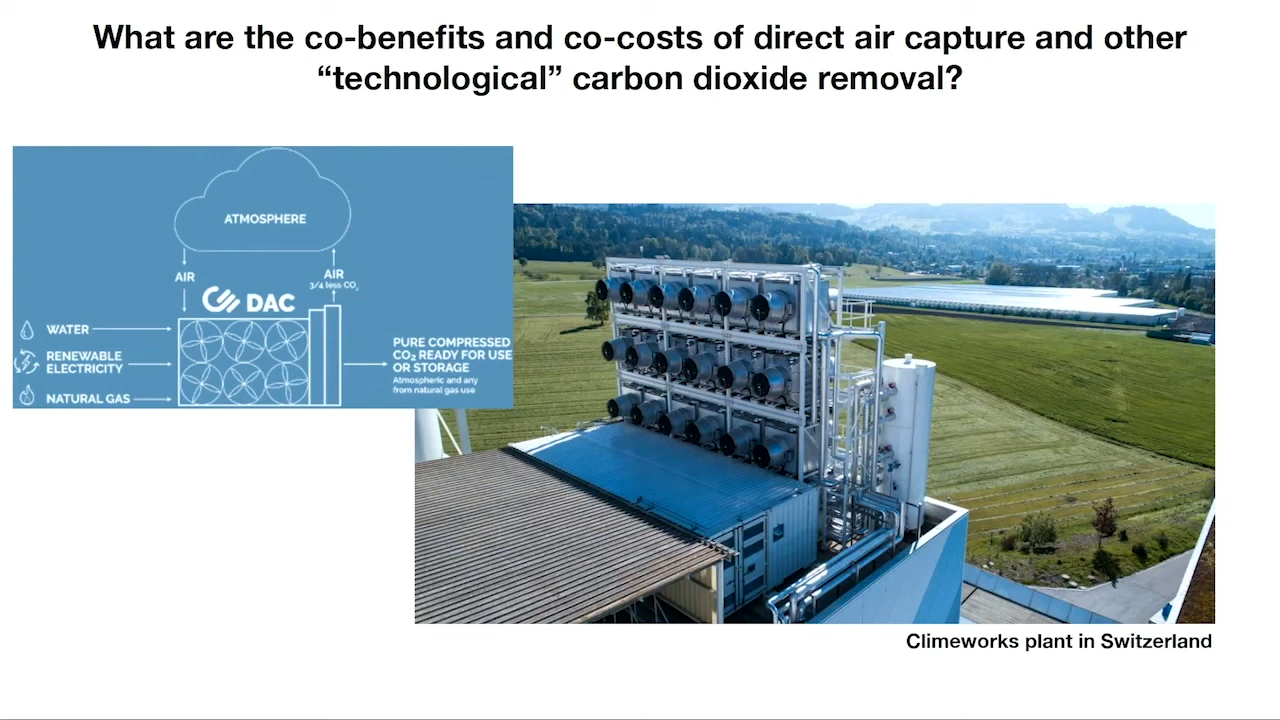 What are the co-benefits and co-costs of direct air capture and other
“technological” carbon dioxide removal?
ATMOSPHERE
AIR
AIR
3/4 less CO₂
DAC
WATER
RENEWABLE
ELECTRICITY
NATURAL GAS
PURE COMPRESSED
CO₂ READY FOR USE
OR STORAGE
Atmospheric and any
from natural gas use
Climeworks plant in Switzerland